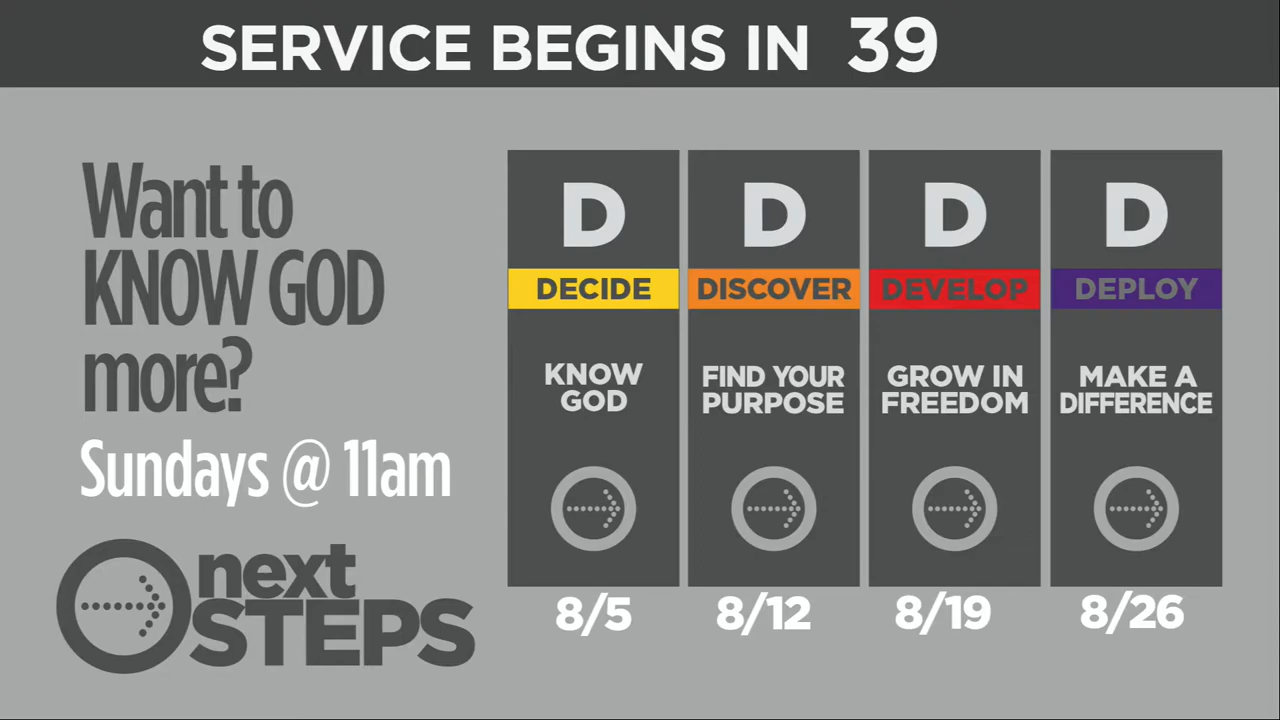 SERVICE BEGINS IN 39
Want to
KNOW GOD
more?
Sundays @ 11am
next
STEPS
D
DECIDE
KNOW
GOD
8/5
D
DISCOVER
FIND YOUR
PURPOSE
8/12
D
DEVELOP
GROW IN
FREEDOM
8/19
D
DEPLOY
MAKE A
DIFFERENCE
8/26